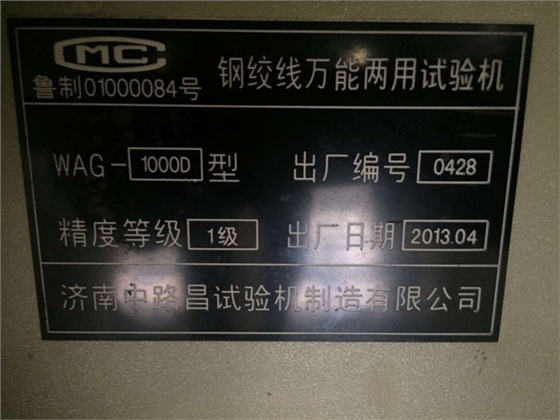 CMC
鲁制01000084号 钢绞线万能两用试验机
WAG-1000D型 出厂编号 0428
精度等级 1级 出厂日期 2013.04
济南中路昌试验机制造有限公司